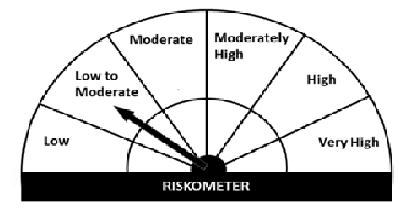 Low
Low to
Moderate
Moderate
Moderately
High
High
Very High
RISKOMETER